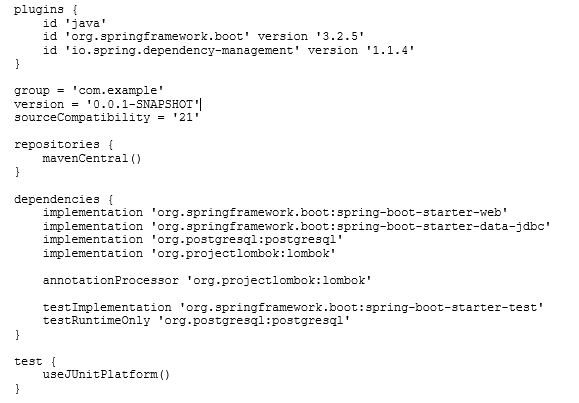 plugins {
    id 'java'
    id 'org.springframework.boot' version '3.2.5'
    id 'io.spring.dependency-management' version '1.1.4'
}

group = 'com.example'
version = '0.0.1-SNAPSHOT'
sourceCompatibility = '21'

repositories {
    mavenCentral()
}

dependencies {
    implementation 'org.springframework.boot:spring-boot-starter-web'
    implementation 'org.springframework.boot:spring-boot-starter-data-jdbc'
    implementation 'org.postgresql:postgresql'
    implementation 'org.projectlombok:lombok'

    annotationProcessor 'org.projectlombok:lombok'

    testImplementation 'org.springframework.boot:spring-boot-starter-test'
    testRuntimeOnly 'org.postgresql:postgresql'
}

test {
    useJUnitPlatform()
}